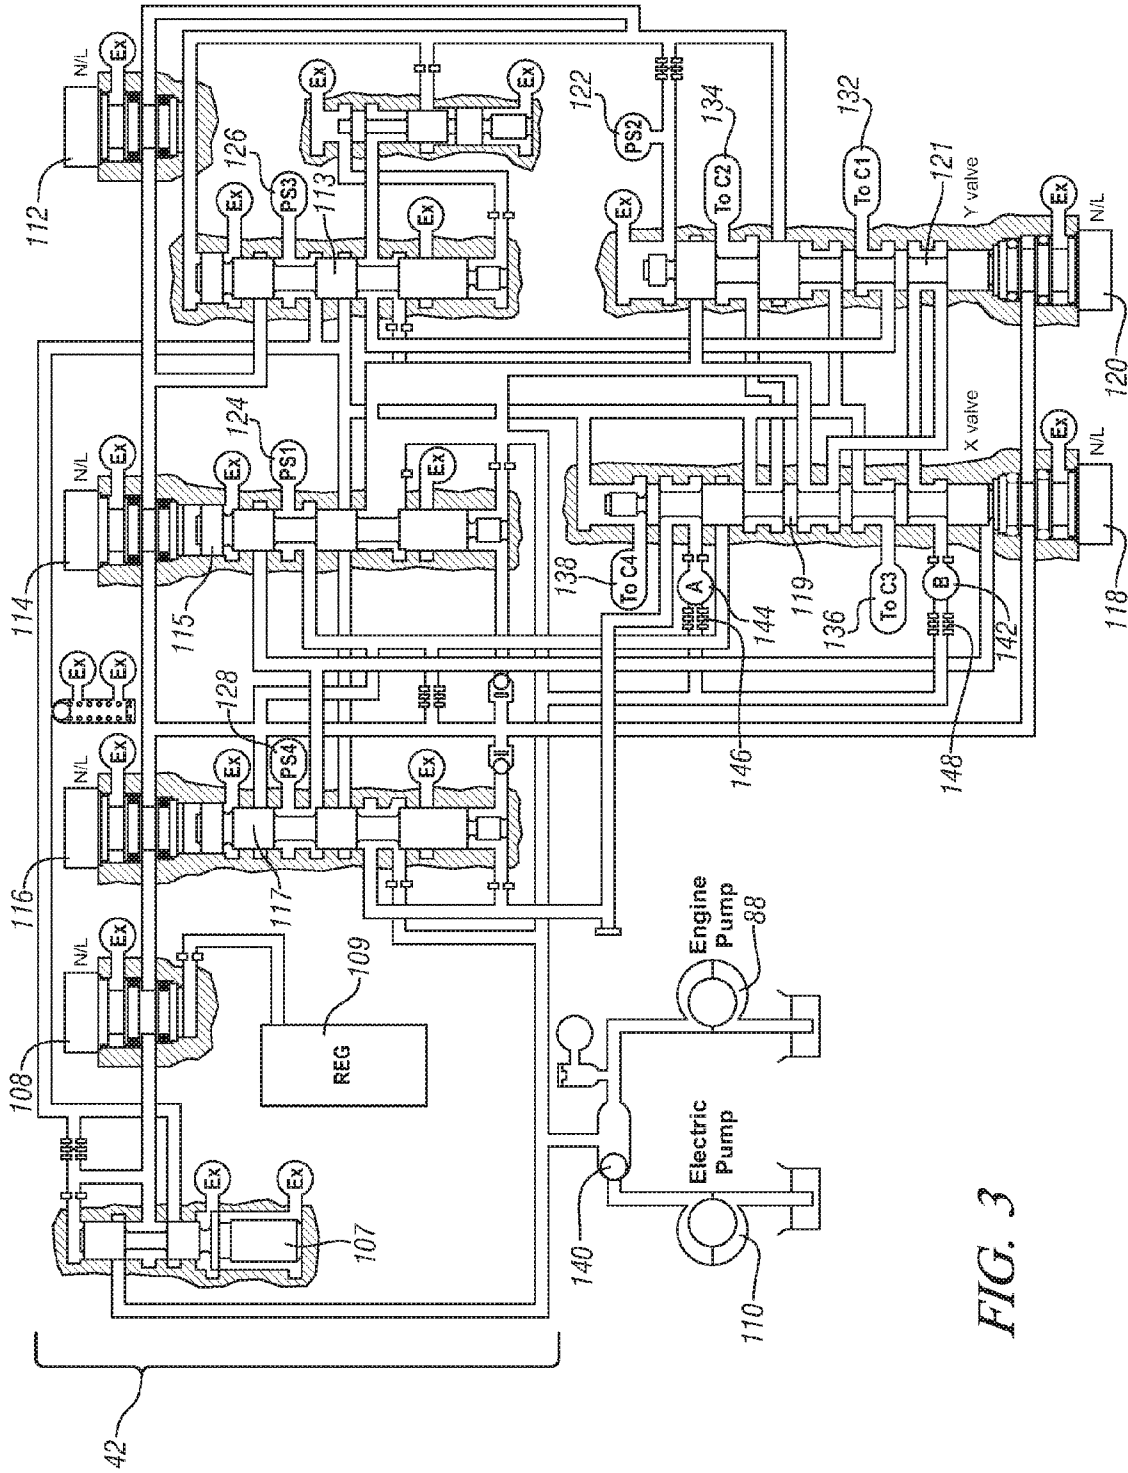 N/L
Ex
112
126
PS3
Ex
113
Ex
Ex
Ex
122
PS2
134
To C2
132
To C1
121
Y valve
Ex
Ex
N/L
120
N/L
Ex
114
115
Ex
124
PS1
Ex
138
To C4
A
144
146
119
136
To C3
B
142
148
X valve
Ex
N/L
118
Ex
Ex
N/L
Ex
116
117
Ex
128
PS4
Ex
N/L
Ex
108
109
REG
Ex
Ex
107
42
Engine
Pump
88
Electric
Pump
140
110
FIG. 3